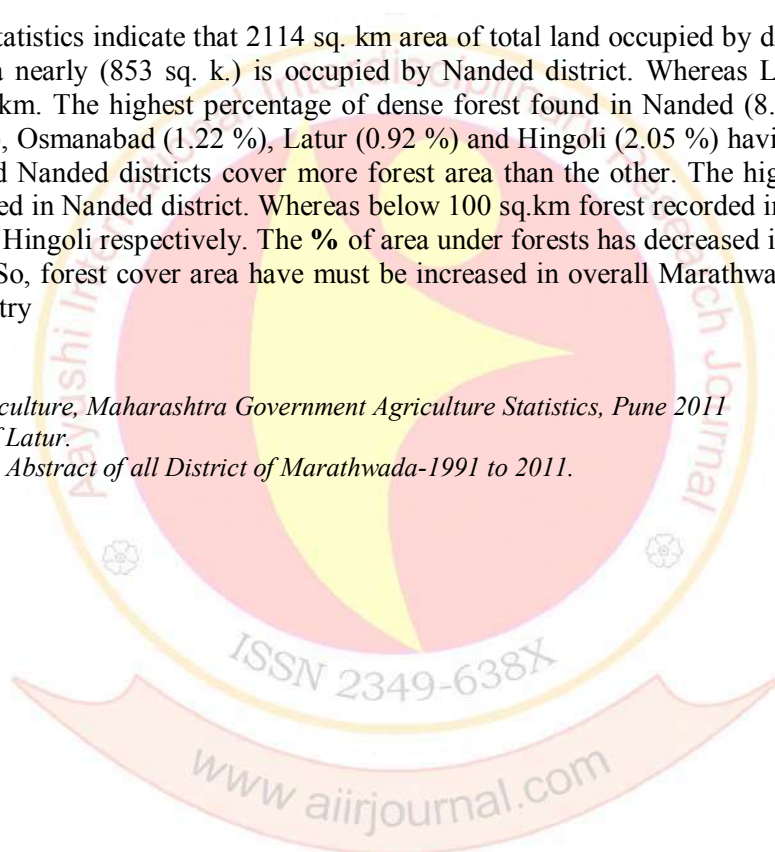 tatistics indicate that 2114 sq. km area of total land occupied by d
a nearly (853 sq. k.) is occupied by Nanded district. Whereas L
km. The highest percentage of dense forest found in Nanded (8.
), Osmanabad (1.22 %), Latur (0.92 %) and Hingoli (2.05 %) havi
d Nanded districts cover more forest area than the other. The hig
ed in Nanded district. Whereas below 100 sq.km forest recorded in
Hingoli respectively. The % of area under forests has decreased i
So, forest cover area have must be increased in overall Marathwa
try
culture, Maharashtra Government Agriculture Statistics, Pune 2011
f Latur.
Abstract of all District of Marathwada-1991 to 2011.
Aayushi International Interdisciplinary Research Journal
ISSN 2349-638X
www.aiirjournal.com